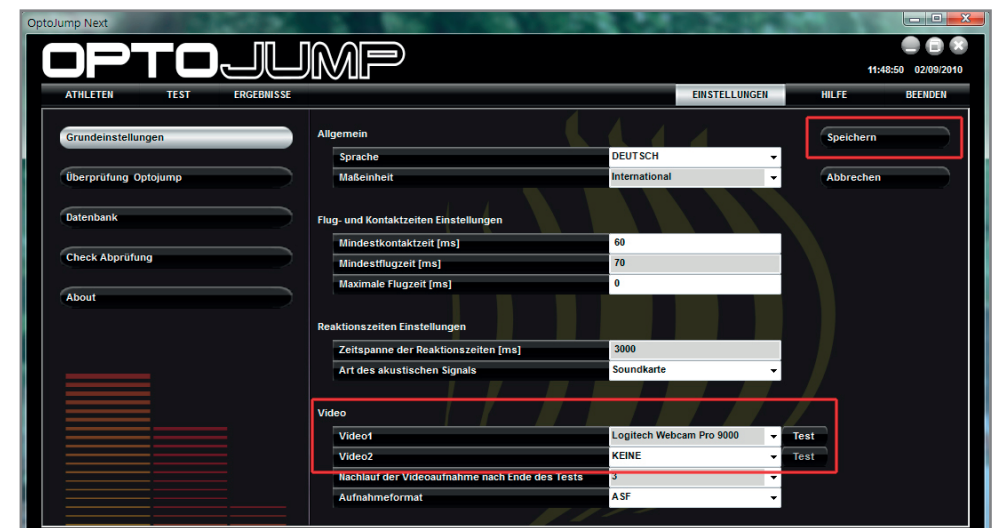 OptoJump Next
OPTOJUMP
11:48:50 02/09/2010
ATHLETEN TEST ERGEBNISSE EINSTELLUNGEN HILFE BEENDEN
Grundeinstellungen
Überprüfung Optojump
Datenbank
Check Abprüfung
About
Allgemein
Sprache DEUTSCH
Maßeinheit International
Flug- und Kontaktzeiten Einstellungen
Mindestkontaktzeit [ms] 60
Mindestflugzeit [ms] 70
Maximale Flugzeit [ms] 0
Reaktionszeiten Einstellungen
Zeitspanne der Reaktionszeiten [ms] 3000
Art des akustischen Signals Soundkarte
Video
Video1 Logitech Webcam Pro 9000 Test
Video2 KEINE Test
Nachlauf der Videoaufnahme nach Ende des Tests 3
Aufnahmeformat ASF
Speichern
Abbrechen